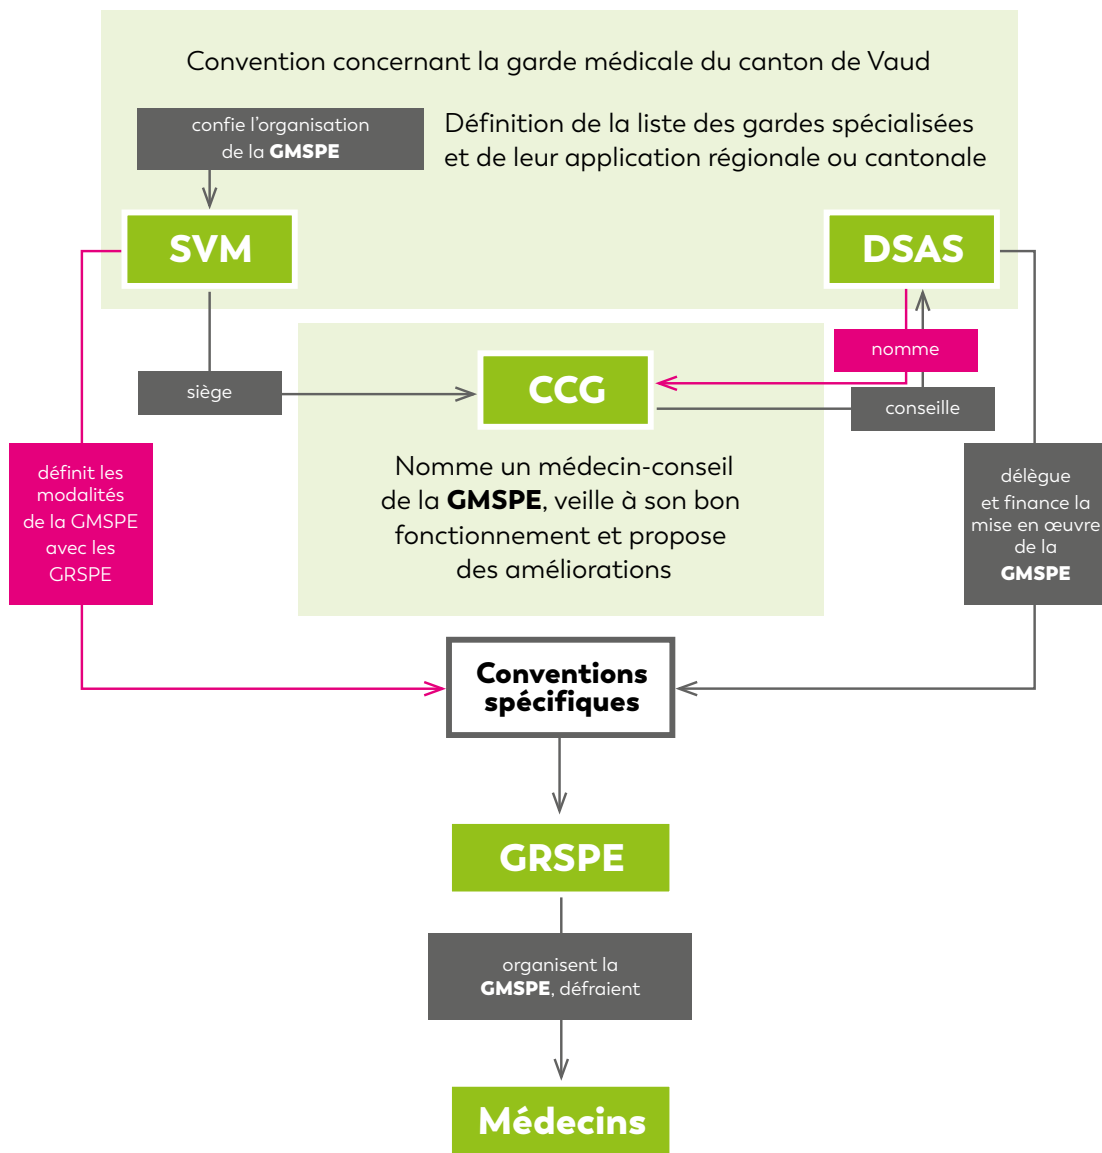 Convention concernant la garde médicale du canton de Vaud
confie l'organisation
de la GMSPE
Définition de la liste des gardes spécialisées
et de leur application régionale ou cantonale
SVM
DSAS
nomme
siège
CCG
conseille
définit les
modalités
de la GMSPE
avec les
GRSPE
Nomme un médecin-conseil
de la GMSPE, veille à son bon
fonctionnement et propose
des améliorations
délègue
et finance la
mise en œuvre
de la
GMSPE
Conventions
spécifiques
GRSPE
organisent la
GMSPE, défraient
Médecins